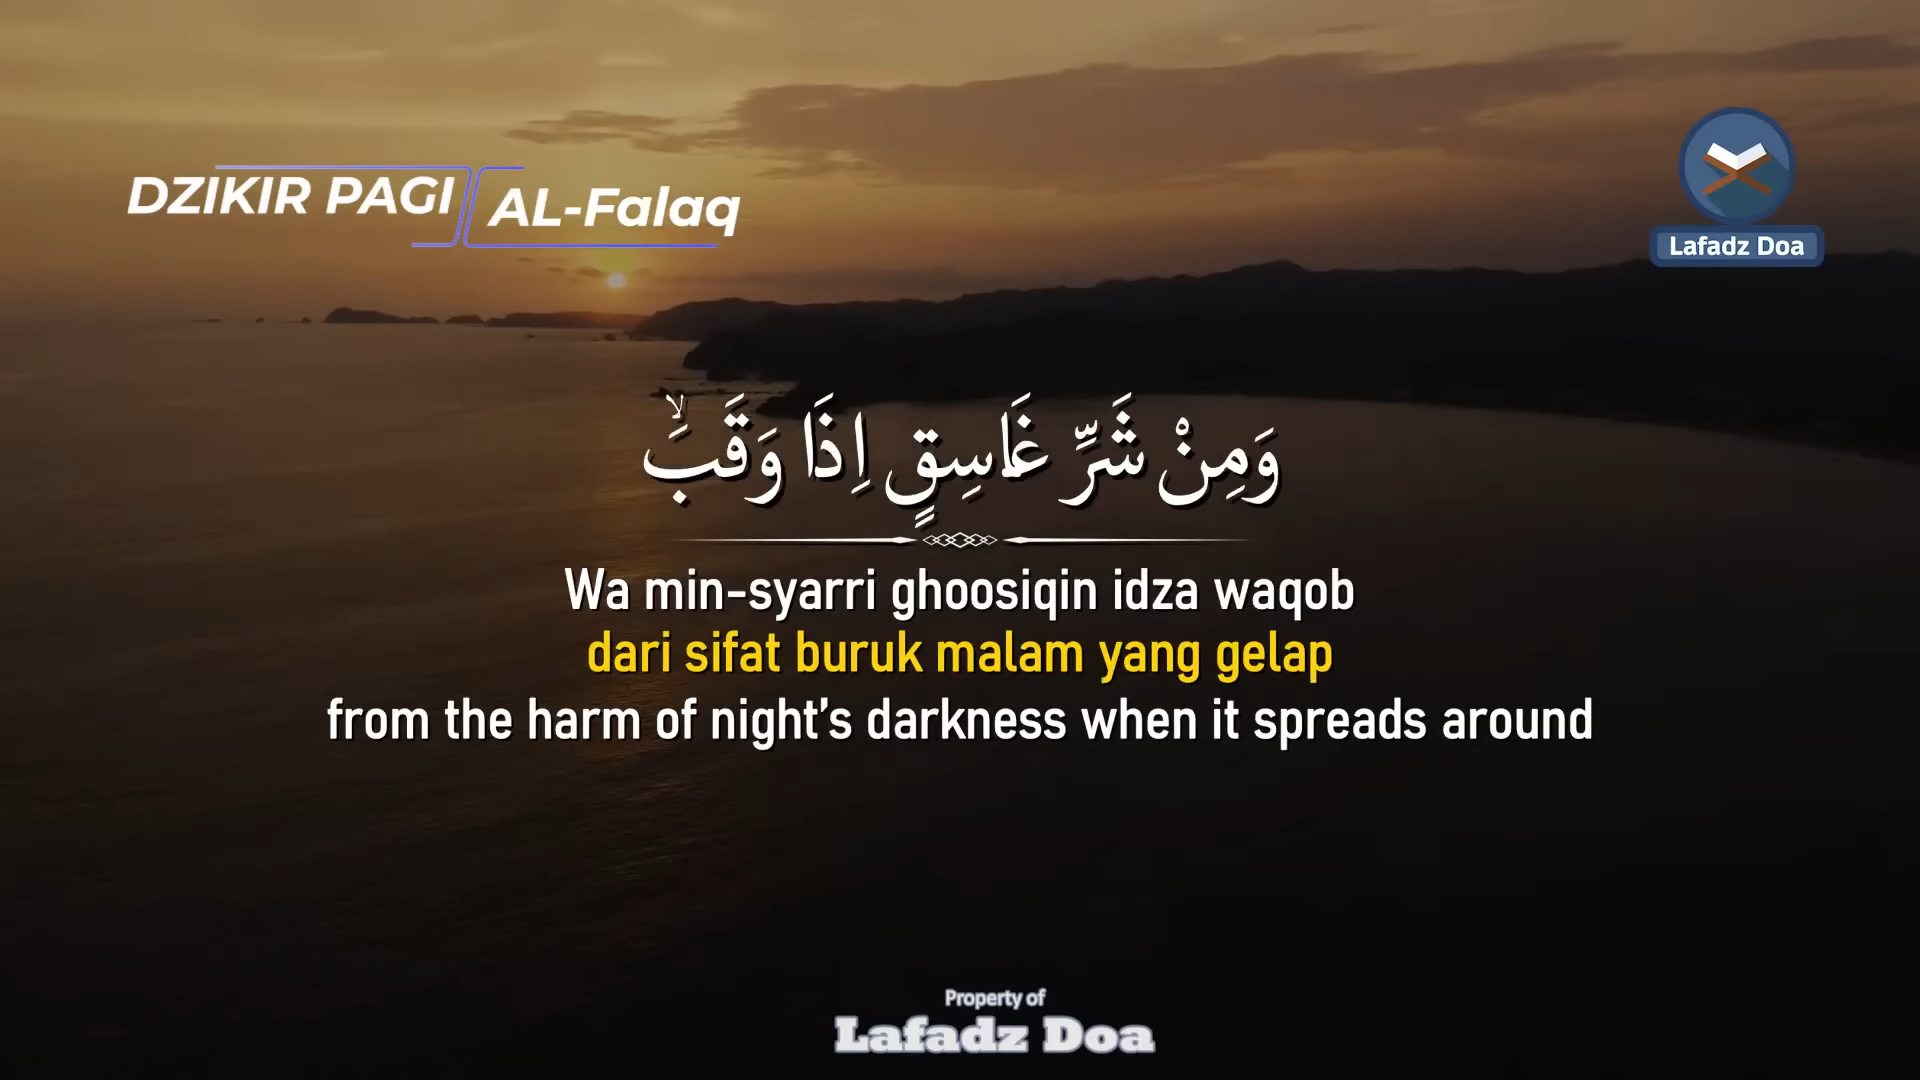 DZIKIR PAGI
AL-Falaq
Lafadz Doa
وَمِنْ شَرِّ غَاسِقٍ اِذَا وَقَبَۙ
Wa min-syarri ghoosiqin idza waqob
dari sifat buruk malam yang gelap
from the harm of night’s darkness when it spreads around
Property of
Lafadz Doa